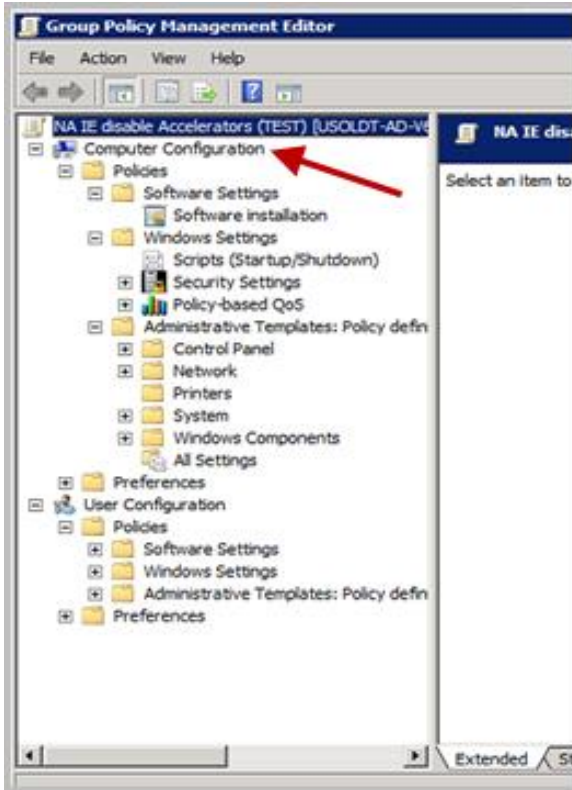 Group Policy Management Editor
File Action View Help
NA IE disable Accelerators (TEST) [USOLDT-AD-V
Computer Configuration
Policies
Software Settings
Software installation
Windows Settings
Scripts (Startup/Shutdown)
Security Settings
Policy-based QoS
Administrative Templates: Policy defin
Control Panel
Network
Printers
System
Windows Components
All Settings
Preferences
User Configuration
Policies
Software Settings
Windows Settings
Administrative Templates: Policy defin
Preferences
NA IE disa
Select an item to
Extended St